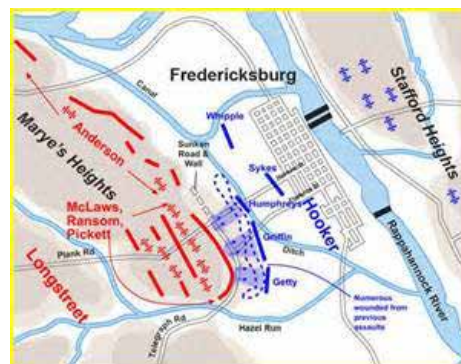 Fredericksburg
Canal
Stafford Heights
Whipple
Anderson
Sunken
Road &
Wall
Marye's Heights
Sykes
McLaws,
Ransom,
Pickett
Humphreys
Hooker
Griffin
Plank Rd
Ditch
Rappahannock River
Longstreet
Getty
Numerous
wounded from
previous
assaults
Telegraph Rd
Hazel Run